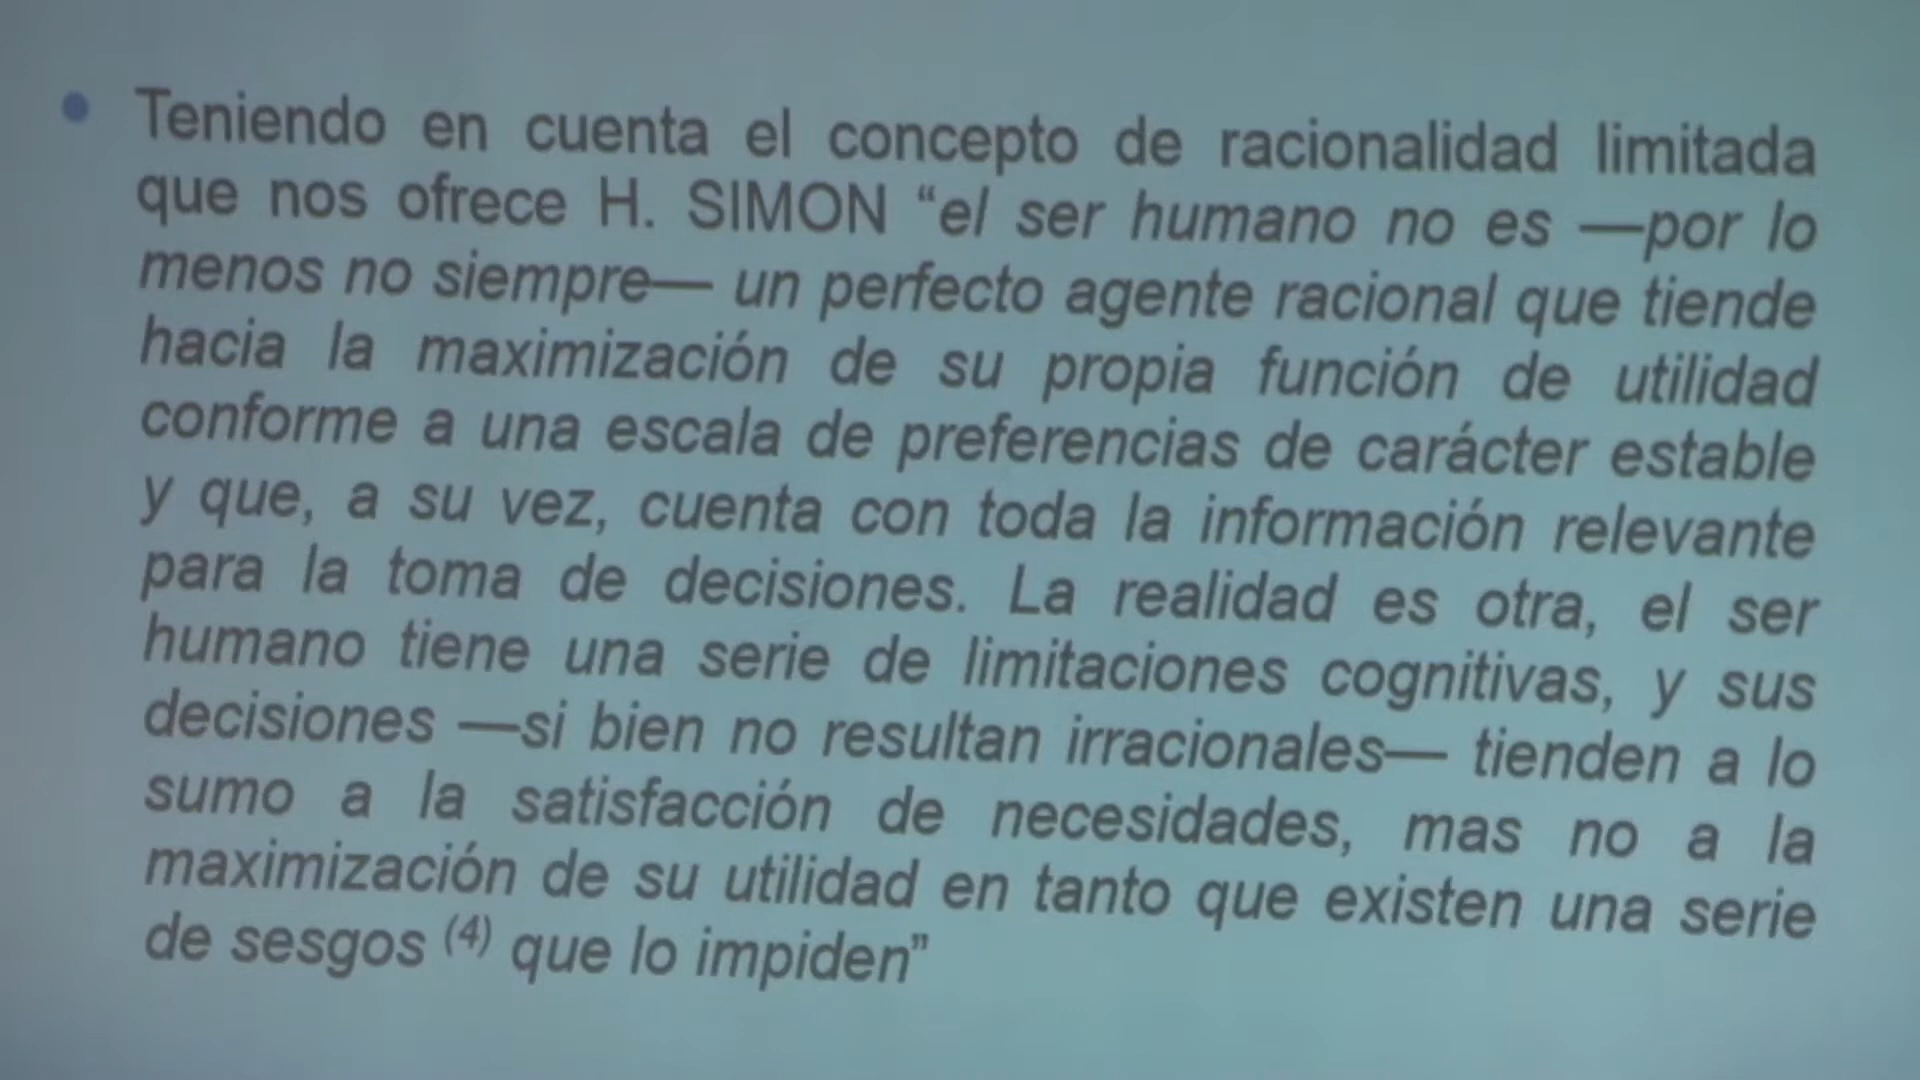 • Teniendo en cuenta el concepto de racionalidad limitada
que nos ofrece H. SIMON “el ser humano no es —por lo
menos no siempre— un perfecto agente racional que tiende
hacia la maximización de su propia función de utilidad
conforme a una escala de preferencias de carácter estable
y que, a su vez, cuenta con toda la información relevante
para la toma de decisiones. La realidad es otra, el ser
humano tiene una serie de limitaciones cognitivas, y sus
decisiones —si bien no resultan irracionales— tienden a lo
sumo a la satisfacción de necesidades, mas no a la
maximización de su utilidad en tanto que existen una serie
de sesgos (4) que lo impiden”